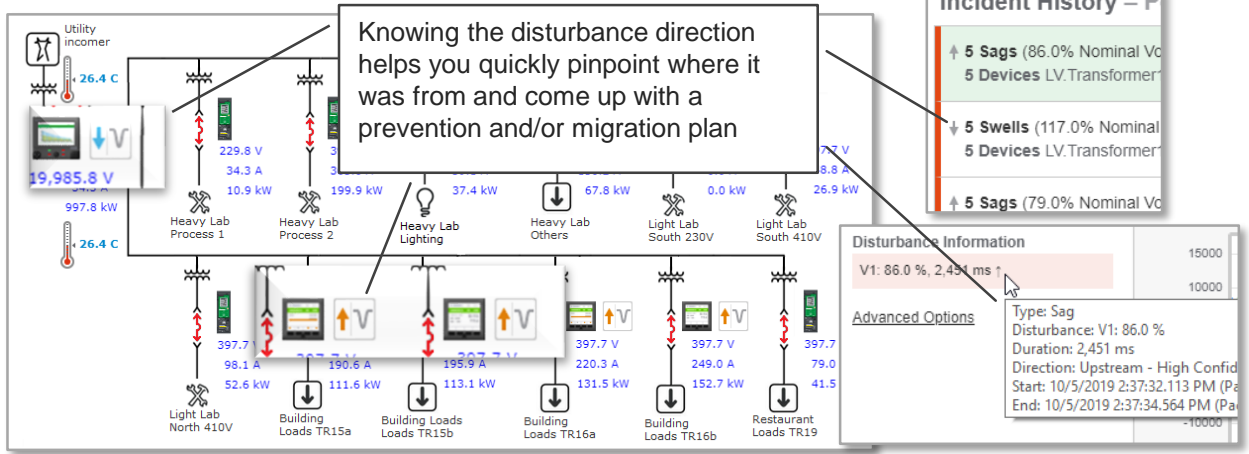 Utility
incomer
26.4 C
19,985.8 V
997.8 kW
26.4 C
Knowing the disturbance direction
helps you quickly pinpoint where it
was from and come up with a
prevention and/or migration plan
229.8 V
34.3 A
10.9 kW
199.9 kW
37.4 kW
67.8 kW
0.0 kW
26.9 kW
Heavy Lab
Process 1
Heavy Lab
Process 2
Heavy Lab
Lighting
Heavy Lab
Others
Light Lab
South 230V
Light Lab
South 410V
397.7
98.1 A
52.6 kW
190.6 A
111.6 kW
195.9 A
113.1 kW
397.7 V
220.3 A
131.5 kW
397.7 V
249.0 A
152.7 kW
397.7
79.0
41.5
Light Lab
North 410V
Building
Loads TR15a
Building Loads
Loads TR15b
Building
Loads TR16a
Building
Loads TR16b
Restaurant
Loads TR19
Incident History – P
↑ 5 Sags (86.0% Nominal Vo
5 Devices LV.Transformer
↓ 5 Swells (117.0% Nominal
5 Devices LV.Transformer
↑ 5 Sags (79.0% Nominal Vo
Disturbance Information
V1: 86.0 %, 2,451 ms ↑
Advanced Options
15000
10000
-10000
Type: Sag
Disturbance: V1: 86.0 %
Duration: 2,451 ms
Direction: Upstream - High Confid
Start: 10/5/2019 2:37:32.113 PM (Pa
End: 10/5/2019 2:37:34.564 PM (Pa